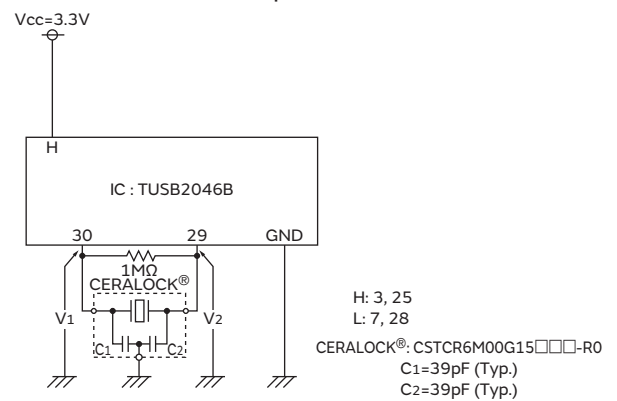 Vcc=3.3V
H
IC : TUSB2046B
30 29 GND
1MΩ
CERALOCK®
V1 V2
C1 C2
H: 3, 25
L: 7, 28
CERALOCK®: CSTCR6M00G15□□□-R0
C1=39pF (Typ.)
C2=39pF (Typ.)